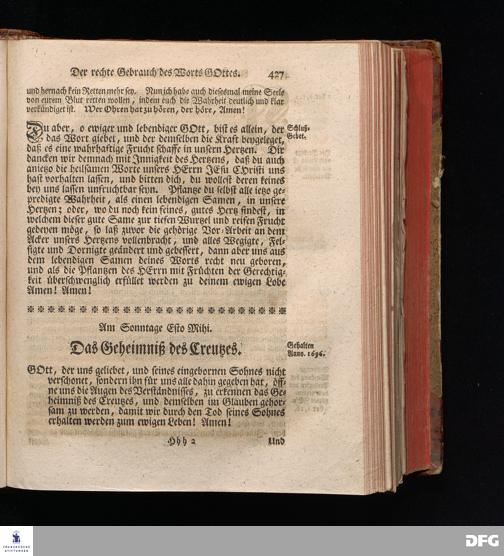 Der rechte Gebrauch des Worts GOttes. 427
und hernach kein Retten mehr sey. Nun ich habe auch diesesmal meine Seele
von eurem Blut retten wollen, indem euch die Wahrheit deutlich und klar
verkündiget ist. Wer Ohren hat zu hören, der höre, Amen!
Du aber, o ewiger und lebendiger GOtt, bist es allein, der
das Wort giebet, und der demselben die Kraft beygeleget,
daß es eine wahrhaftige Frucht schaffe in unsern Hertzen. Dir
dancken wir demnach mit Innigkeit des Hertzens, daß du auch
anietzo die heilsamen Worte unsers HErrn JEsu CHristi uns
hast vorhalten lassen, und bitten dich, du wollest deren keines
bey uns lassen unfruchtbar seyn. Pflantze du selbst alle ietzo ge-
predigte Wahrheit, als einen lebendigen Samen, in unsere
Hertzen; oder, wo du noch kein feines, gutes Hertz findest, in
welchem dieser gute Same zur tiefen Wurtzel und reifen Frucht
gedeyen möge, so laß zuvor die gehörige Vor-Arbeit an dem
Acker unsers Hertzens vollenbracht, und alles Wegigte, Fel-
sigte und Dornigte geändert und gebessert, dann aber uns aus
dem lebendigen Samen deines Worts recht neu geboren,
und als die Pflantzen des HErrn mit Früchten der Gerechtig-
keit überschwenglich erfüllet werden zu deinem ewigen Lobe
Amen! Amen!
Schluß-
Gebet.
Am Sonntage Esto Mihi.
Das Geheimniß des Creutzes.
Gehalten
Anno. 1696.
GOtt, der uns geliebet, und seines eingebornen Sohnes nicht
verschonet, sondern ihn für uns alle dahin gegeben hat, öff-
ne uns die Augen des Verständnisses, zu erkennen das Ge-
heimniß des Creutzes, und demselben im Glauben gehor-
sam zu werden, damit wir durch den Tod seines Sohnes
erhalten werden zum ewigen Leben! Amen!
Hhh 2 Und
FRANCKESCHE
STIFTUNGEN
DFG